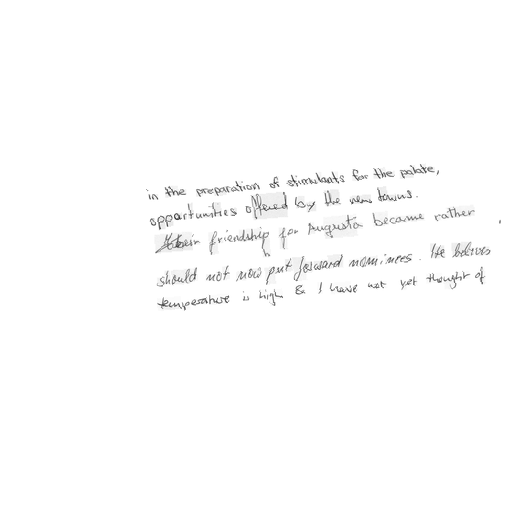 in the preparation of stimulants for the palate,
opportunities offered by the new towns.
their friendship for Augusta became rather
should not now put forward nominees. He believes
temperature is high & I have not yet thought of